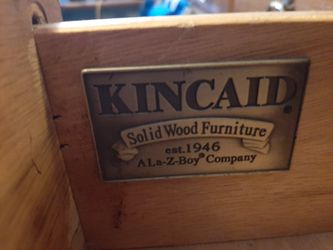 KINCAID®
Solid Wood Furniture
est.1946
A La-Z-Boy® Company